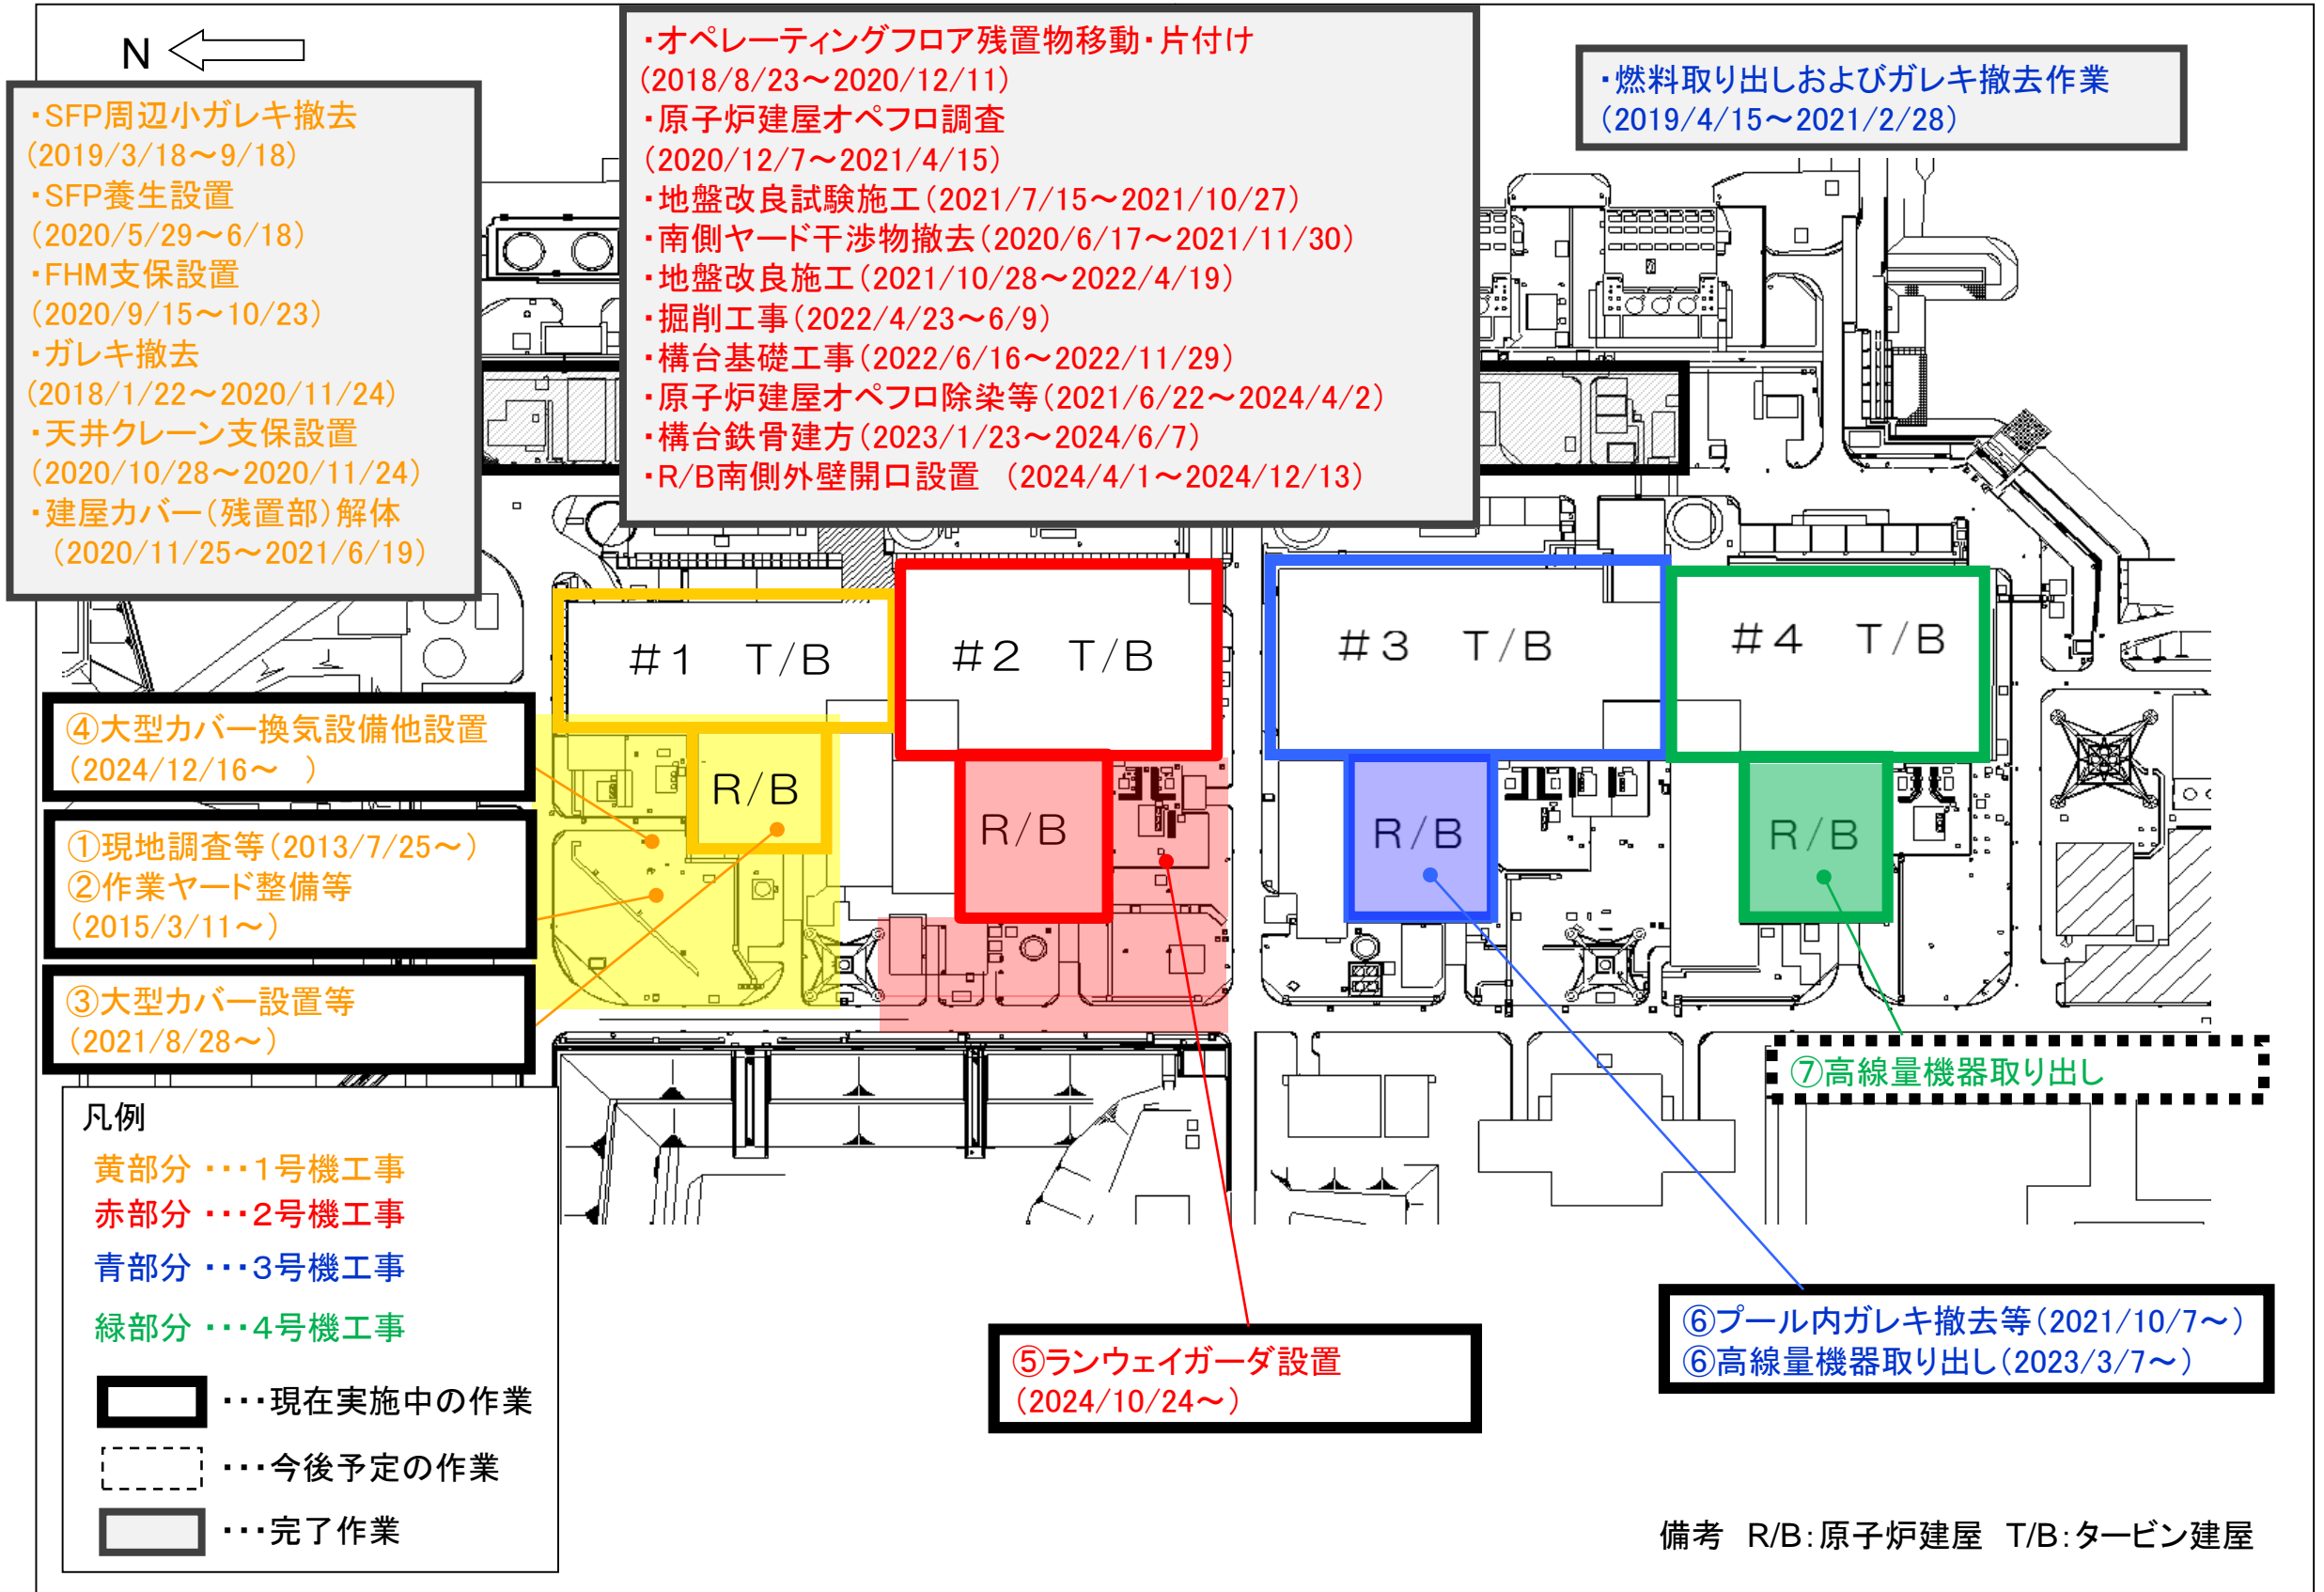 N
・SFP周辺小ガレキ撤去
(2019/3/18～9/18)
・SFP養生設置
(2020/5/29～6/18)
・FHM支保設置
(2020/9/15～10/23)
・ガレキ撤去
(2018/1/22～2020/11/24)
・天井クレーン支保設置
(2020/10/28～2020/11/24)
・建屋カバー(残置部)解体
(2020/11/25～2021/6/19)
・オペレーティングフロア残置物移動・片付け
(2018/8/23～2020/12/11)
・原子炉建屋オペフロ調査
(2020/12/7～2021/4/15)
・地盤改良試験施工(2021/7/15～2021/10/27)
・南側ヤード干渉物撤去(2020/6/17～2021/11/30)
・地盤改良施工(2021/10/28～2022/4/19)
・掘削工事(2022/4/23～6/9)
・構台基礎工事(2022/6/16～2022/11/29)
・原子炉建屋オペフロ除染等(2021/6/22～2024/4/2)
・構台鉄骨建方(2023/1/23～2024/6/7)
・R/B南側外壁開口設置　(2024/4/1～2024/12/13)
・燃料取り出しおよびガレキ撤去作業
(2019/4/15～2021/2/28)
#1　T/B
#2　T/B
#3　T/B
#4　T/B
R/B
R/B
R/B
R/B
④大型カバー換気設備他設置
(2024/12/16～　)
①現地調査等(2013/7/25～)
②作業ヤード整備等
(2015/3/11～)
③大型カバー設置等
(2021/8/28～)
⑦高線量機器取り出し
⑤ランウェイガーダ設置
(2024/10/24～)
⑥プール内ガレキ撤去等(2021/10/7～)
⑥高線量機器取り出し(2023/3/7～)
凡例
黄部分 ・・・1号機工事
赤部分 ・・・2号機工事
青部分 ・・・3号機工事
緑部分 ・・・4号機工事
・・・現在実施中の作業
・・・今後予定の作業
・・・完了作業
備考　R/B：原子炉建屋　T/B：タービン建屋